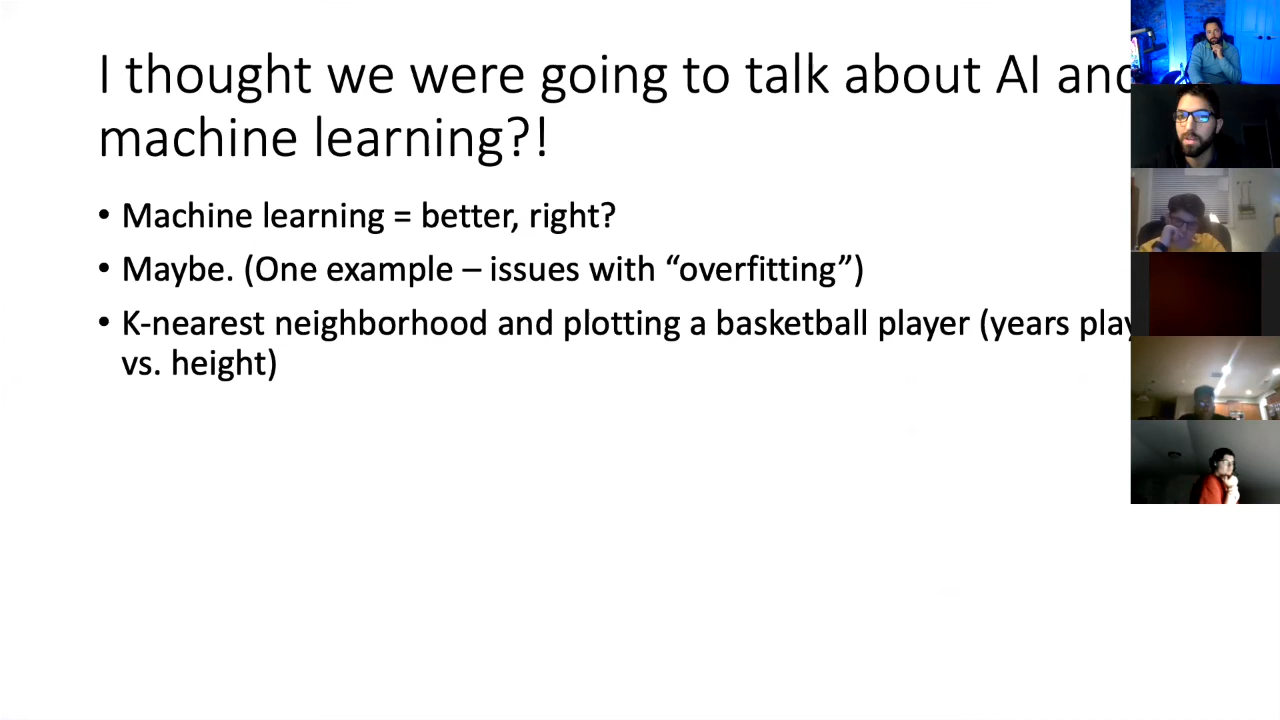 I thought we were going to talk about AI and
machine learning?!
• Machine learning = better, right?
• Maybe. (One example – issues with “overfitting”)
• K-nearest neighborhood and plotting a basketball player (years
vs. height)